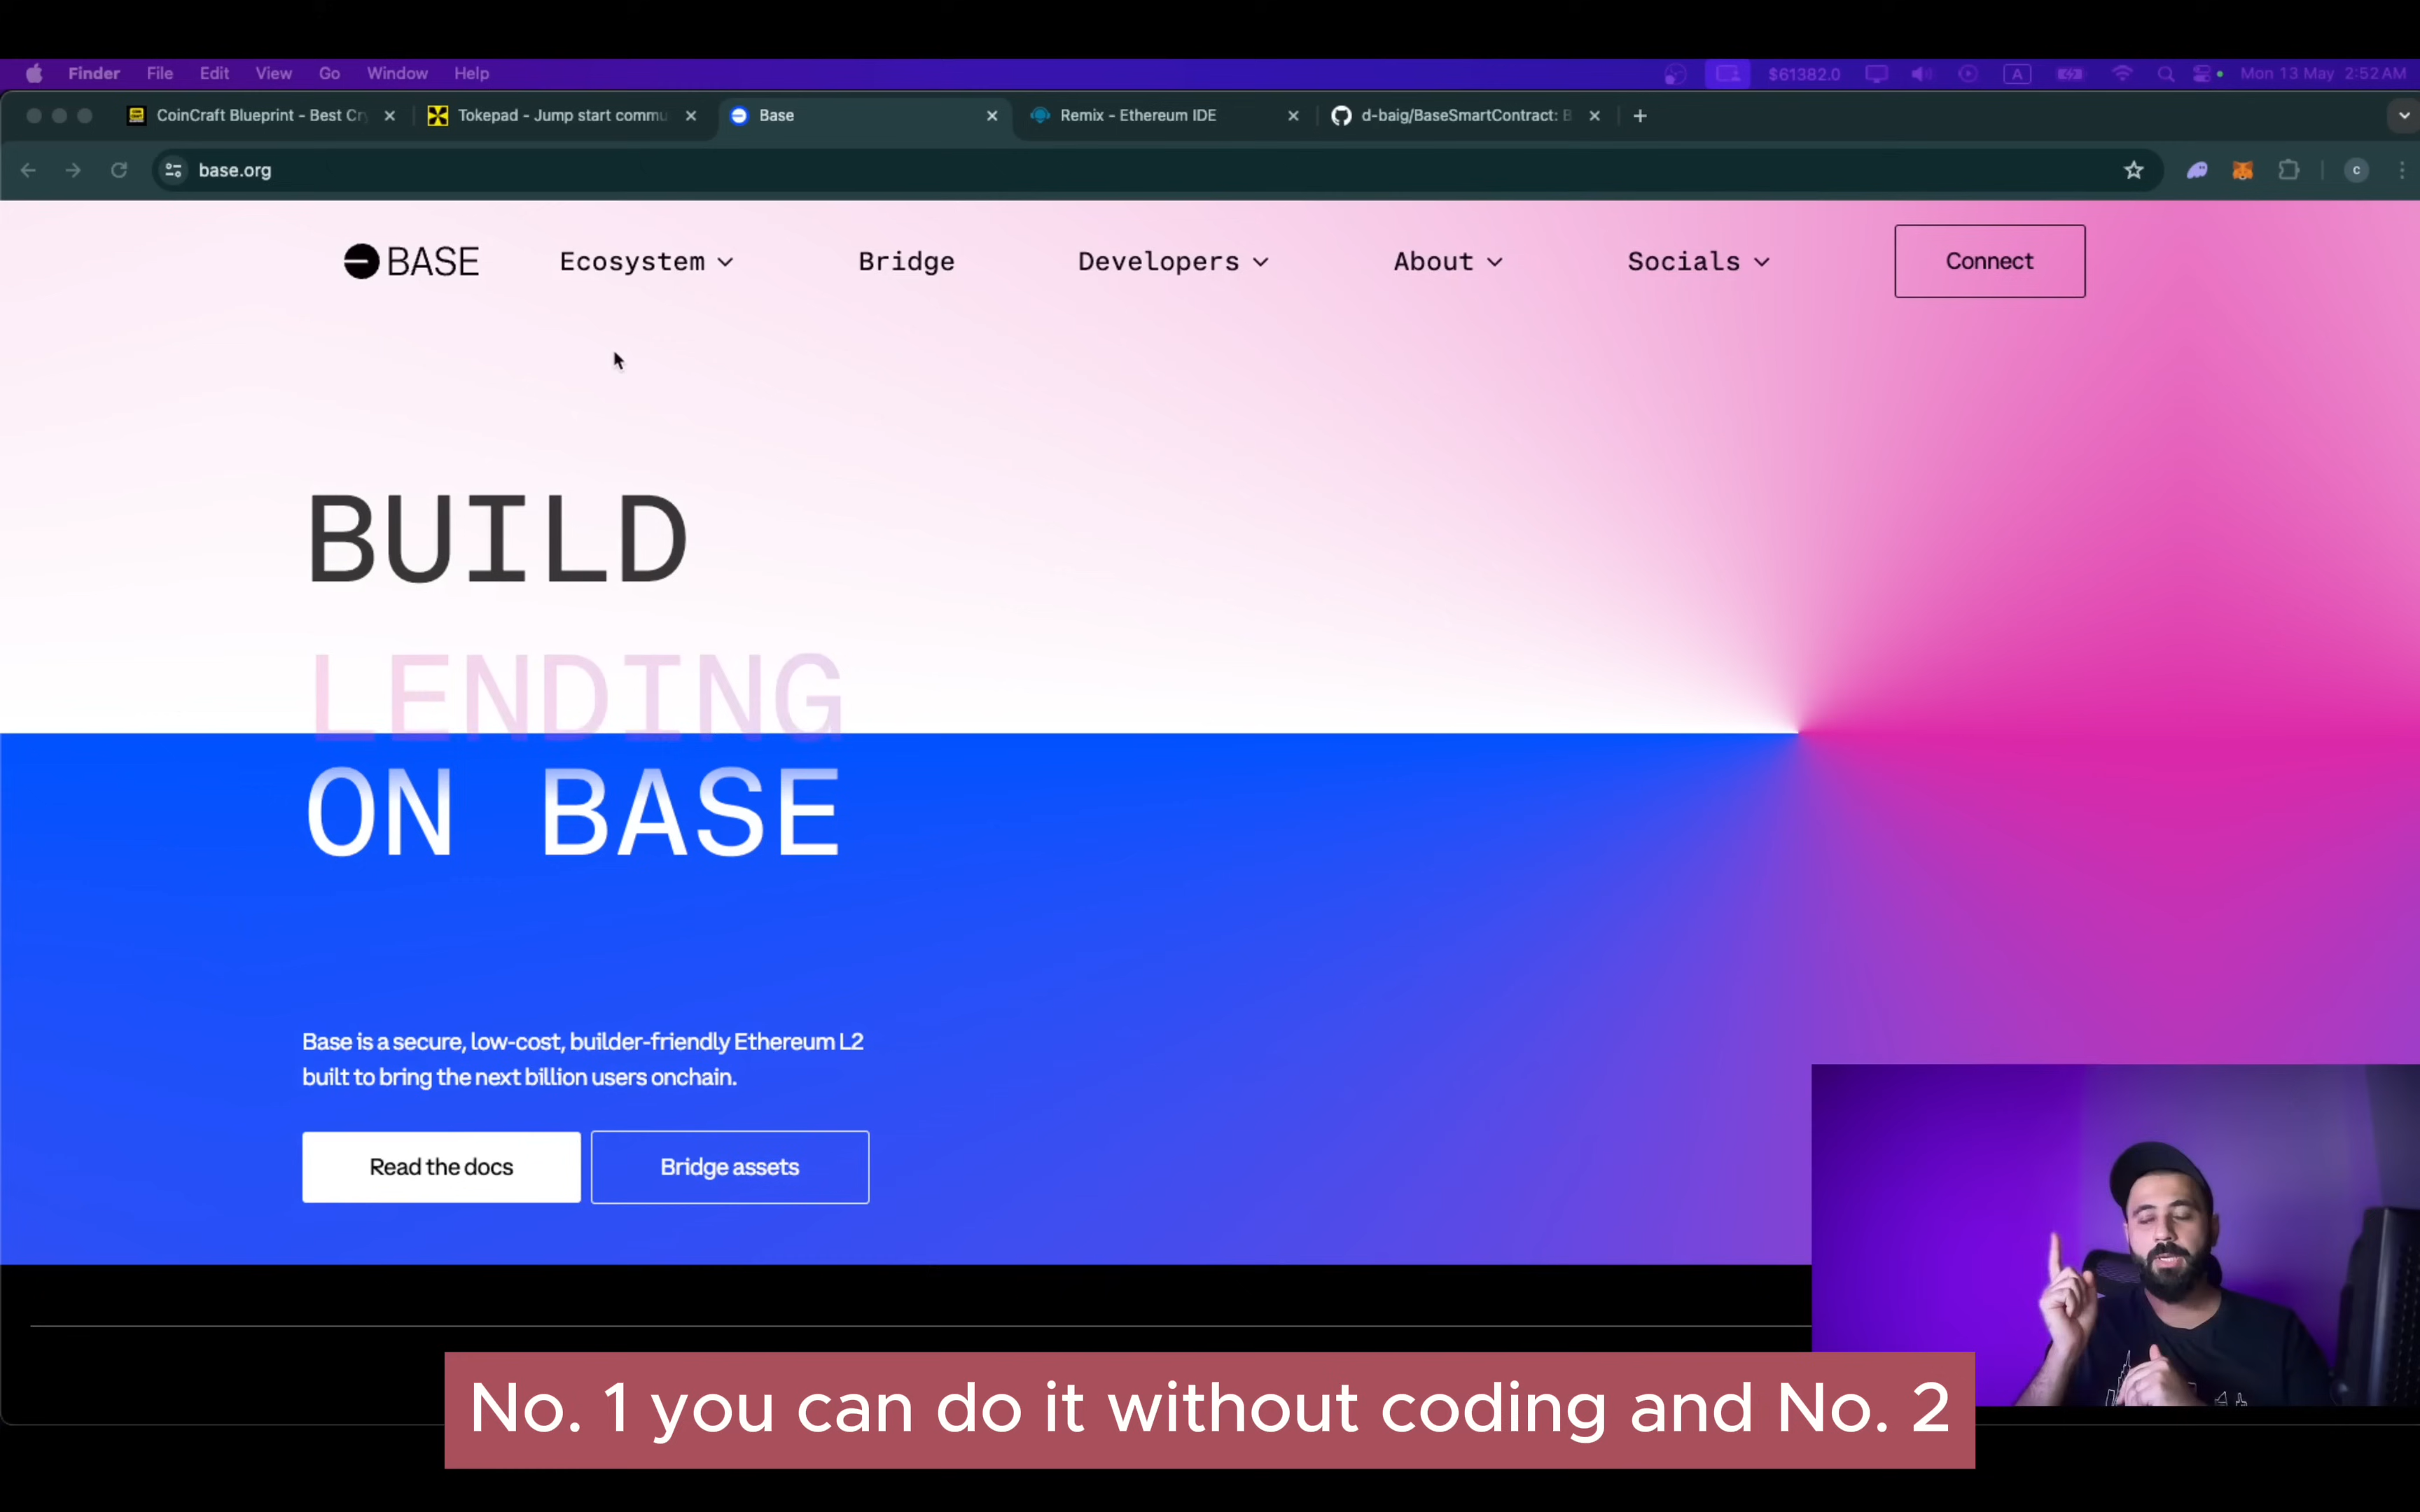 Finder File Edit View Go Window Help $61382.0 A Mon 13 May 2:52 AM
CoinCraft Blueprint - Best Cry Tokepad - Jump start commu Base Remix - Ethereum IDE d-baig/BaseSmartContract: B
base.org C
BASE Ecosystem Bridge Developers About Socials Connect
BUILD
LENDING
ON BASE
Base is a secure, low-cost, builder-friendly Ethereum L2
built to bring the next billion users onchain.
Read the docs Bridge assets
No. 1 you can do it without coding and No. 2